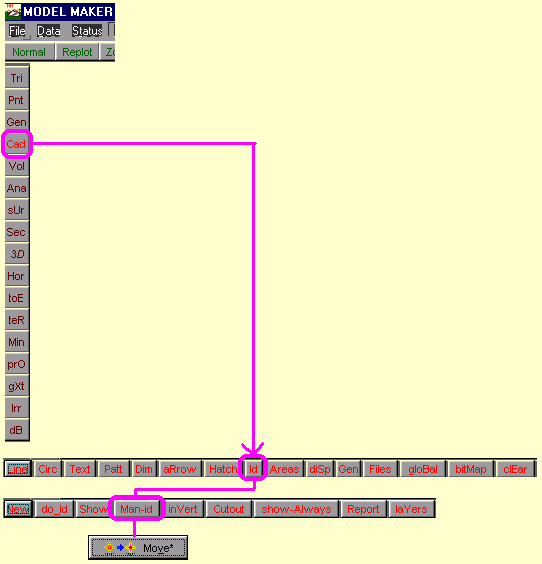 MODEL MAKER
File Data Status
Normal Replot
Tri
Pnt
Gen
Cad
Vol
Ana
sUr
Sec
3D
Hor
toE
teR
Min
prO
gXt
Irr
dB
Line Circ Text Patt Dim aRrow Hatch Id Areas diSp Gen Files gloBal bitMap clEar
New do_Id Show Man-id inVert Cutout show-Always Report laYers
Move*